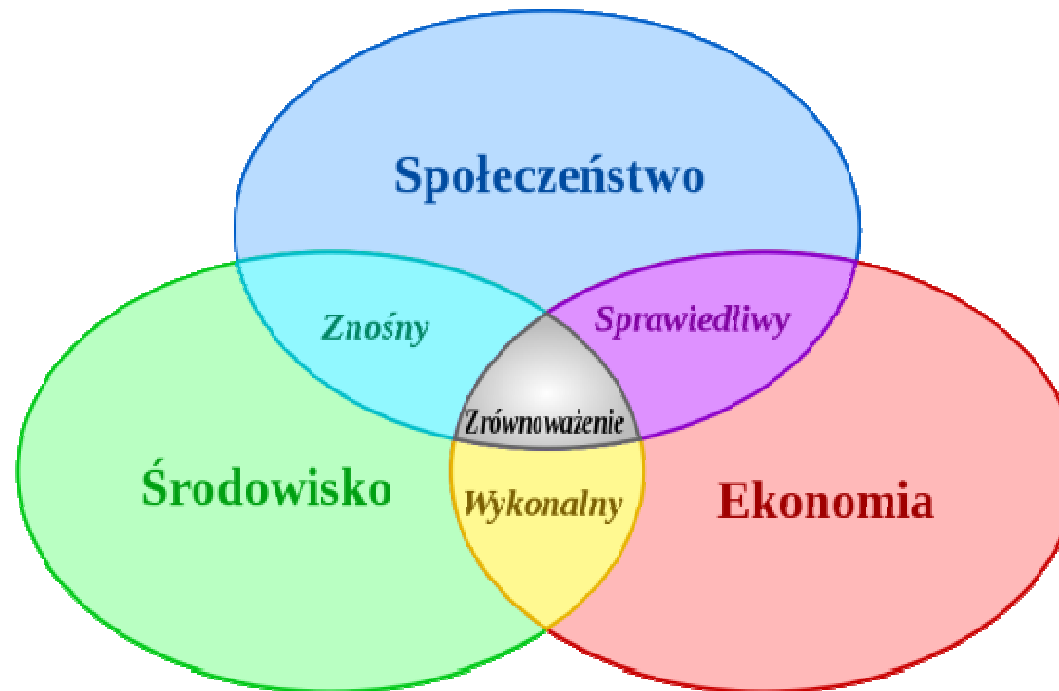 Społeczeństwo
Znośny
Sprawiedliwy
Zrównoważenie
Środowisko
Wykonalny
Ekonomia